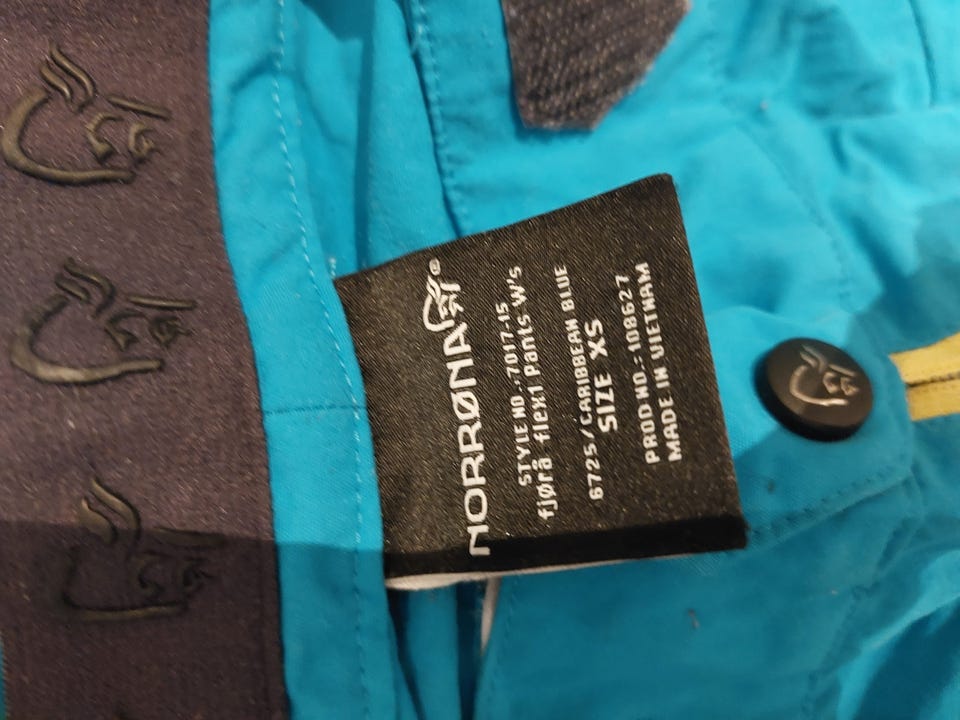 NORRØNA®
STYLE NO.: 7017-15
fjørå flex1 Pants W's
6725/CARIBBEAN BLUE
SIZE XS
PROD NO.: 108627
MADE IN VIETNAM